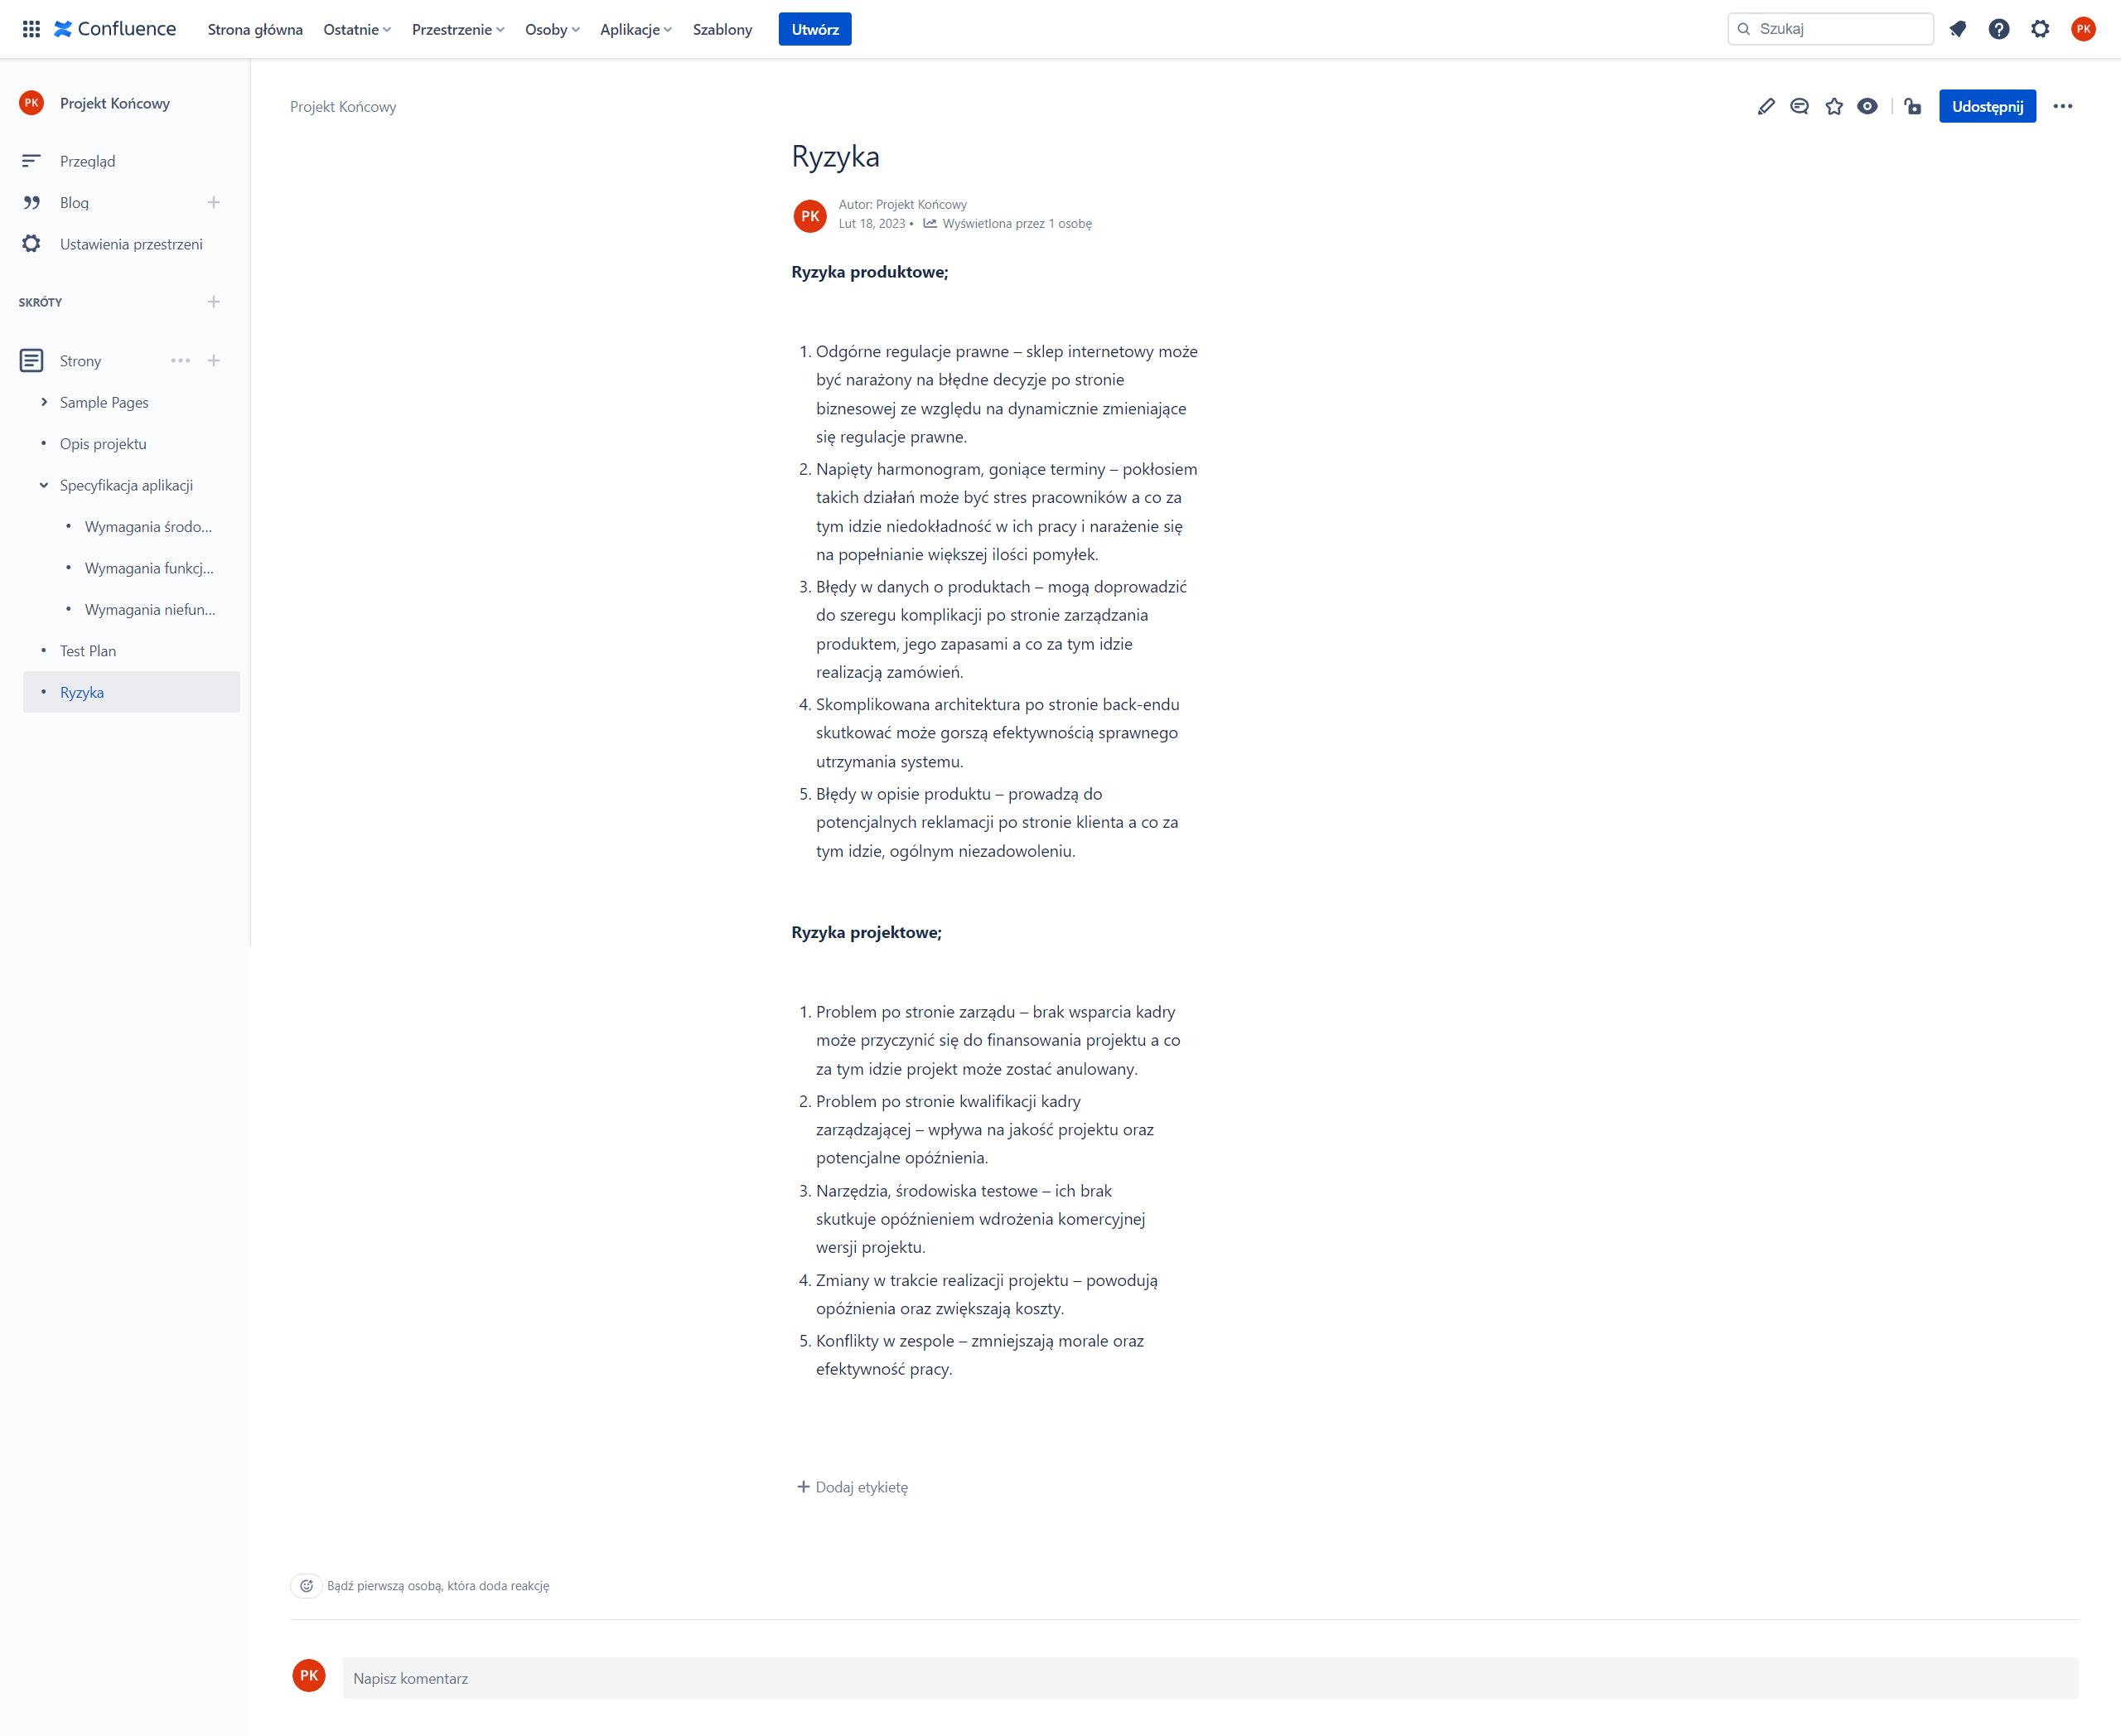 Confluence
Strona główna
Ostatnie
Przestrzenie
Osoby
Aplikacje
Szablony
Utwórz
Szukaj
PK
PK
Projekt Końcowy
Przegląd
Blog
Ustawienia przestrzeni
SKRÓTY
Strony
Sample Pages
Opis projektu
Specyfikacja aplikacji
Wymagania środo...
Wymagania funkcj...
Wymagania niefun...
Test Plan
Ryzyka
Projekt Końcowy
Udostępnij
Ryzyka
PK
Autor: Projekt Końcowy
Lut 18, 2023 • Wyświetlona przez 1 osobę
Ryzyka produktowe;
1. Odgórne regulacje prawne – sklep internetowy może
być narażony na błędne decyzje po stronie
biznesowej ze względu na dynamicznie zmieniające
się regulacje prawne.
2. Napięty harmonogram, goniące terminy – pokłosiem
takich działań może być stres pracowników a co za
tym idzie niedokładność w ich pracy i narażenie się
na popełnianie większej ilości pomyłek.
3. Błędy w danych o produktach – mogą doprowadzić
do szeregu komplikacji po stronie zarządzania
produktem, jego zapasami a co za tym idzie
realizacją zamówień.
4. Skomplikowana architektura po stronie back-endu
skutkować może gorszą efektywnością sprawnego
utrzymania systemu.
5. Błędy w opisie produktu – prowadzą do
potencjalnych reklamacji po stronie klienta a co za
tym idzie, ogólnym niezadowoleniu.
Ryzyka projektowe;
1. Problem po stronie zarządu – brak wsparcia kadry
może przyczynić się do finansowania projektu a co
za tym idzie projekt może zostać anulowany.
2. Problem po stronie kwalifikacji kadry
zarządzającej – wpływa na jakość projektu oraz
potencjalne opóźnienia.
3. Narzędzia, środowiska testowe – ich brak
skutkuje opóźnieniem wdrożenia komercyjnej
wersji projektu.
4. Zmiany w trakcie realizacji projektu – powodują
opóźnienia oraz zwiększają koszty.
5. Konflikty w zespole – zmniejszają morale oraz
efektywność pracy.
Dodaj etykietę
Bądź pierwszą osobą, która doda reakcję
PK
Napisz komentarz